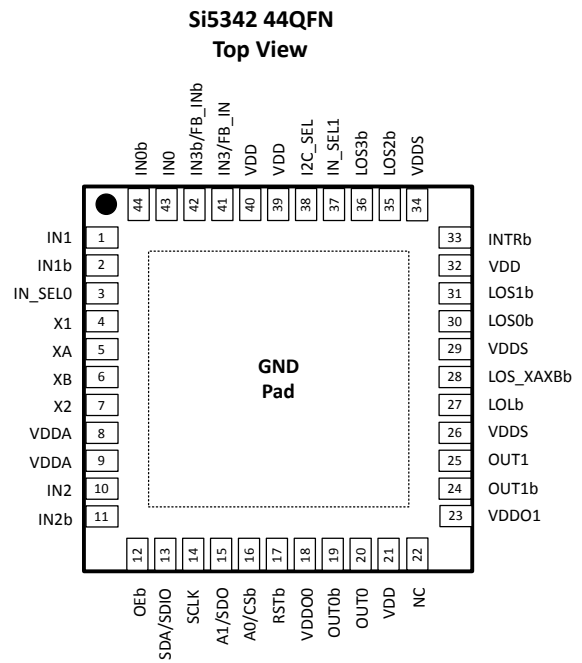 Si5342 44QFN
Top View
IN0b
IN0
IN3b/FB_INb
IN3/FB_IN
VDD
VDD
I2C_SEL
IN_SEL1
LOS3b
LOS2b
VDDS
44
43
42
41
40
39
38
37
36
35
34
IN1 1
IN1b 2
IN_SEL0 3
X1 4
XA 5
XB 6
X2 7
VDDA 8
VDDA 9
IN2 10
IN2b 11
GND
Pad
33 INTRb
32 VDD
31 LOS1b
30 LOS0b
29 VDDS
28 LOS_XAXBb
27 LOLb
26 VDDS
25 OUT1
24 OUT1b
23 VDDO1
12
13
14
15
16
17
18
19
20
21
22
OEb
SDA/SDIO
SCLK
A1/SDO
A0/CSb
RSTb
VDDO0
OUT0b
OUT0
VDD
NC